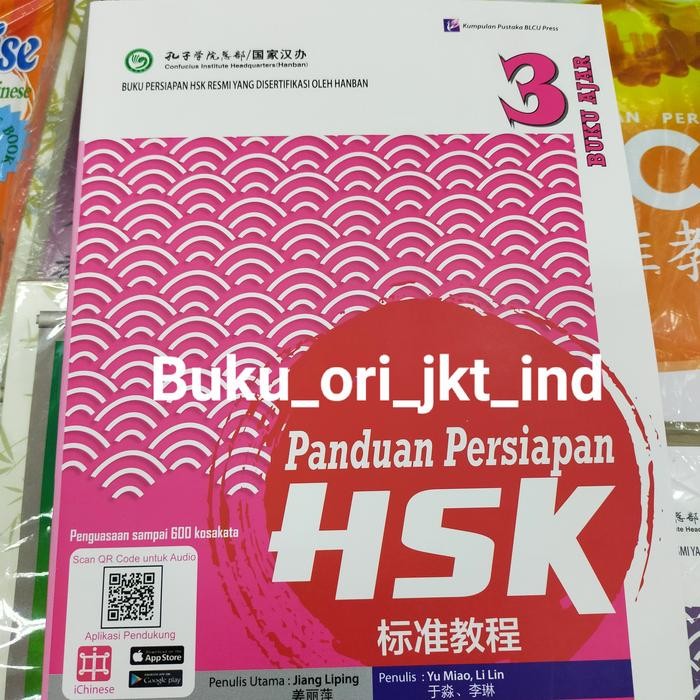 Kumpulan Pustaka BLCU Press
孔子学院总部/国家汉办
Confucius Institute Headquarters(Hanban)
BUKU PERSIAPAN HSK RESMI YANG DISERTIFIKASI OLEH HANBAN
3
BUKU AJAR
Buku_ori_jkt_ind
Panduan Persiapan
HSK
标准教程
Penguasaan sampai 600 kosakata
Scan QR Code untuk Audio
Aplikasi Pendukung
iChinese
App Store
Google play
Penulis Utama : Jiang Liping
姜丽萍
Penulis : Yu Miao, Li Lin
于淼、李琳
BOOK